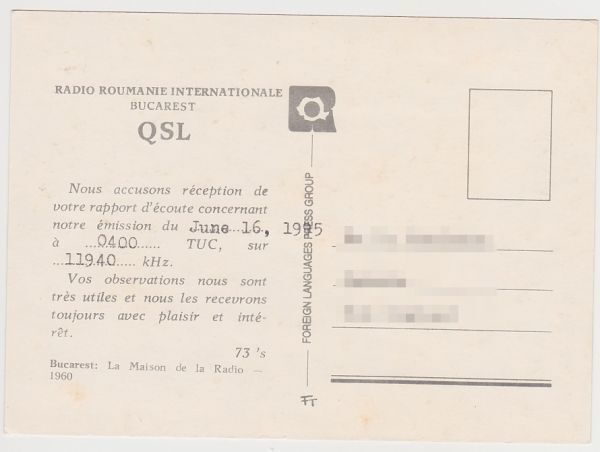 RADIO ROUMANIE INTERNATIONALE
BUCAREST
QSL
Nous accusons réception de
votre rapport d'écoute concernant
notre émission du June 16, 1995
à ....0400...... TUC, sur
..11940.... kHz.
Vos observations nous sont
très utiles et nous les recevrons
toujours avec plaisir et inté-
rêt.
73 's
Bucarest: La Maison de la Radio —
1960
FOREIGN LANGUAGES PRESS GROUP